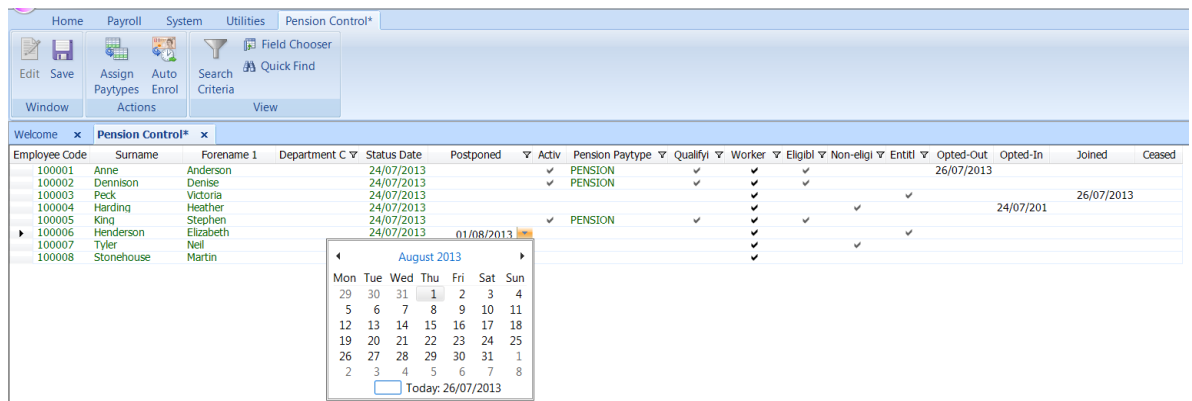 Home Payroll System Utilities Pension Control*
Edit Save Assign Paytypes Auto Enrol Search Criteria Field Chooser
Quick Find
Window Actions View
Welcome x Pension Control* x
Employee Code Surname Forename 1 Department C Status Date Postponed Activ Pension Paytype Qualifyi Worker Eligibl Non-eligi Entitl Opted-Out Opted-In Joined Ceased
100001 Anne Anderson 24/07/2013 PENSION 26/07/2013
100002 Dennison Denise 24/07/2013 PENSION
100003 Peck Victoria 24/07/2013 26/07/2013
100004 Harding Heather 24/07/2013 24/07/201
100005 King Stephen 24/07/2013 PENSION
100006 Henderson Elizabeth 24/07/2013 01/08/2013
100007 Tyler Neil
100008 Stonehouse Martin
August 2013
Mon Tue Wed Thu Fri Sat Sun
29 30 31 1 2 3 4
5 6 7 8 9 10 11
12 13 14 15 16 17 18
19 20 21 22 23 24 25
26 27 28 29 30 31 1
2 3 4 5 6 7 8
Today: 26/07/2013